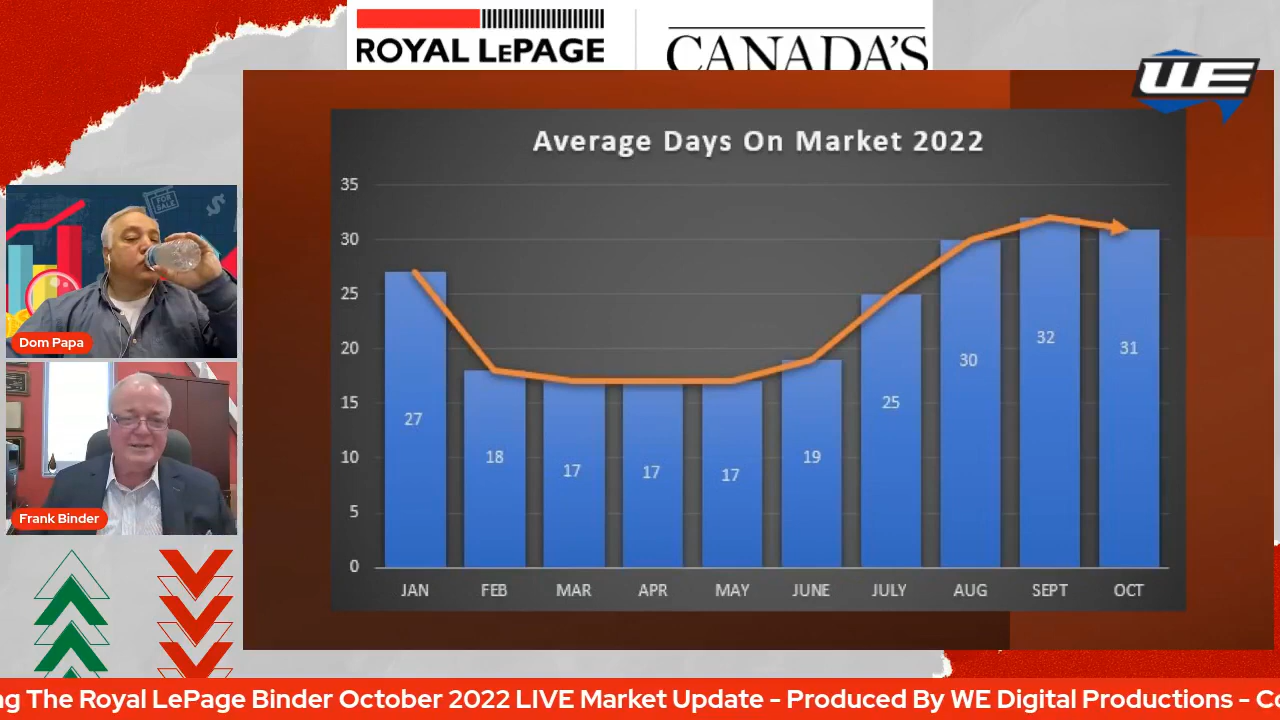 ROYAL LEPAGE
CANADA'S
WE
Average Days On Market 2022
35
30
25
20
15
10
5
0
27
18
17
17
17
19
25
30
32
31
JAN FEB MAR APR MAY JUNE JULY AUG SEPT OCT
FOR
SALE
$
Dom Papa
Frank Binder
ng The Royal LePage Binder October 2022 LIVE Market Update - Produced By WE Digital Productions - Co